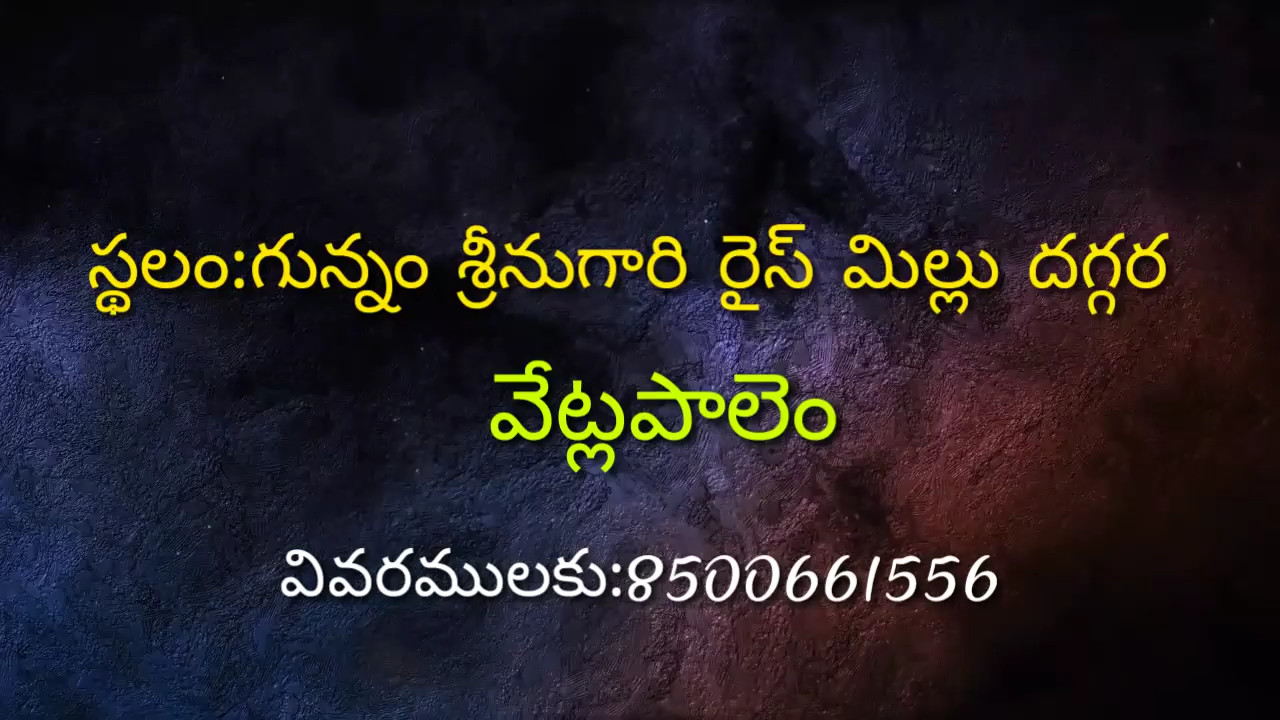 స్థలం:గున్నం శ్రీనుగారి రైస్ మిల్లు దగ్గర
వేట్లపాలెం
వివరములకు:8500661556